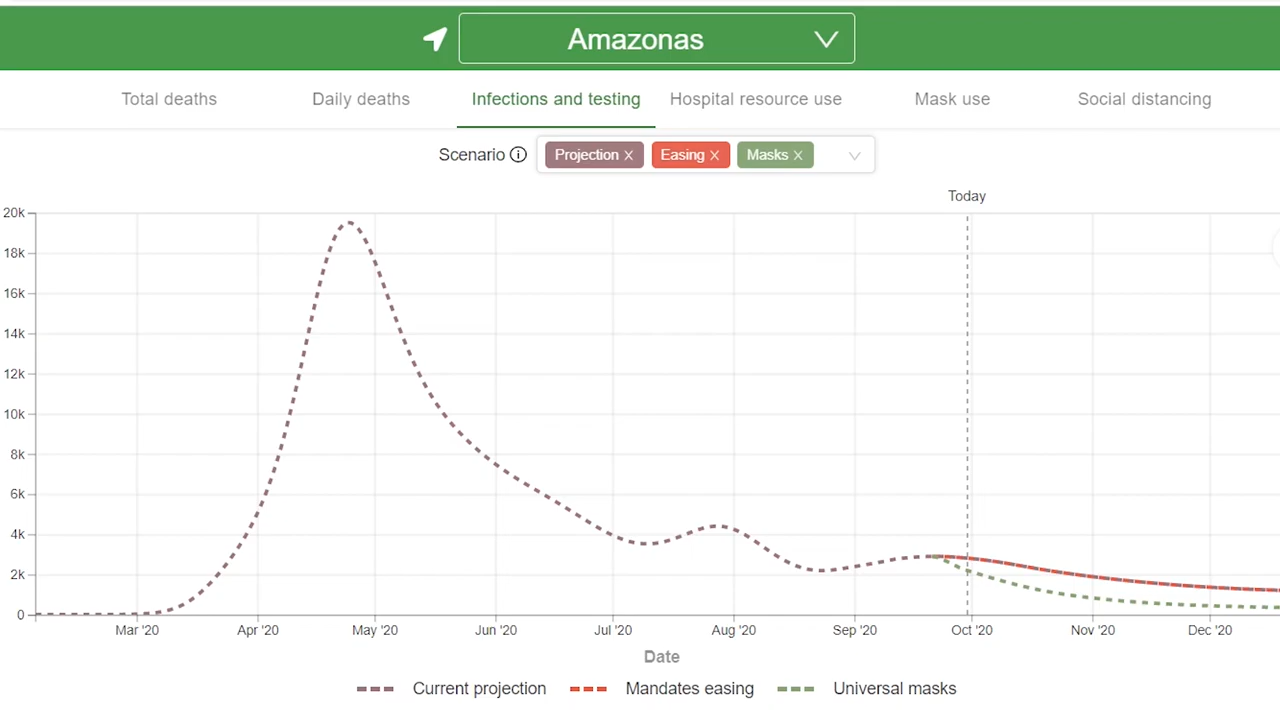 Amazonas
Total deaths Daily deaths Infections and testing Hospital resource use Mask use Social distancing
Scenario Projection X Easing X Masks X
Today
20k
18k
16k
14k
12k
10k
8k
6k
4k
2k
0
Mar '20 Apr '20 May '20 Jun '20 Jul '20 Aug '20 Sep '20 Oct '20 Nov '20 Dec '20
Date
Current projection Mandates easing Universal masks